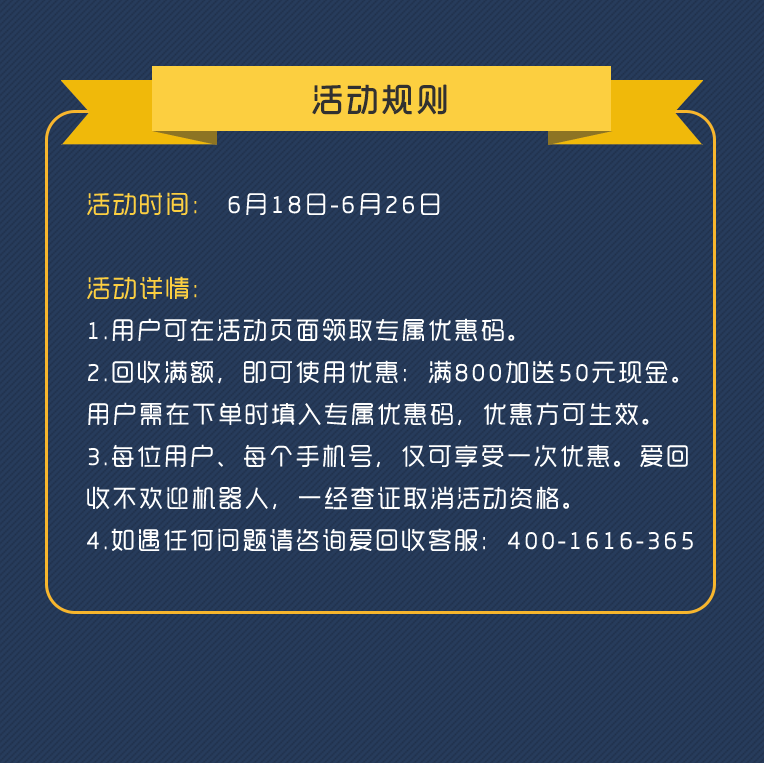 活动规则
活动时间： 6月18日-6月26日
活动详情:
1.用户可在活动页面领取专属优惠码。
2.回收满额，即可使用优惠：满800加送50元现金。
用户需在下单时填入专属优惠码，优惠方可生效。
3.每位用户、每个手机号，仅可享受一次优惠。爱回
收不欢迎机器人，一经查证取消活动资格。
4.如遇任何问题请咨询爱回收客服：400-1616-365